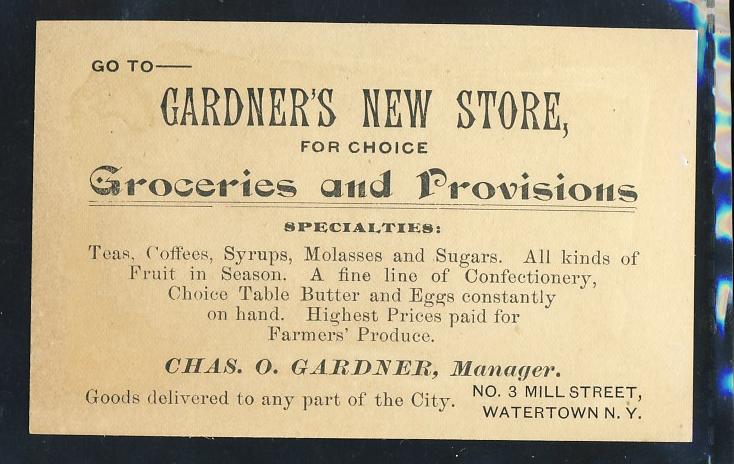 GO TO—
GARDNER'S NEW STORE,
FOR CHOICE
Groceries and Provisions
SPECIALTIES:
Teas, Coffees, Syrups, Molasses and Sugars. All kinds of
Fruit in Season. A fine line of Confectionery,
Choice Table Butter and Eggs constantly
on hand. Highest Prices paid for
Farmers' Produce.
CHAS. O. GARDNER, Manager.
Goods delivered to any part of the City.
NO. 3 MILL STREET,
WATERTOWN N. Y.